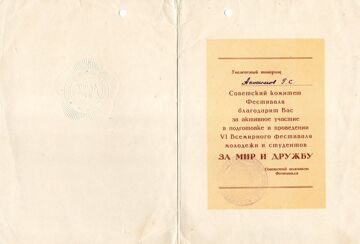 Уважаемый товарищ
Г.С.
Советский комитет
Фестиваля
благодарит Вас
за активное участие
в подготовке и проведении
VI Всемирного фестиваля
молодежи и студентов
ЗА МИР И ДРУЖБУ
Советский комитет
Фестиваля